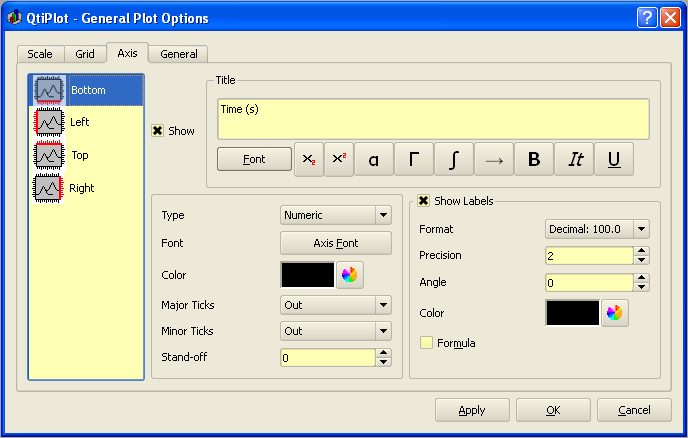 QtiPlot - General Plot Options
?
Scale
Grid
Axis
General
Bottom
Left
Top
Right
Show
Title
Time (s)
Font
X₂
X²
α
Γ
∫
→
B
It
U
Type
Numeric
Font
Axis Font
Color
Major Ticks
Out
Minor Ticks
Out
Stand-off
0
Show Labels
Format
Decimal: 100.0
Precision
2
Angle
0
Color
Formula
Apply
OK
Cancel